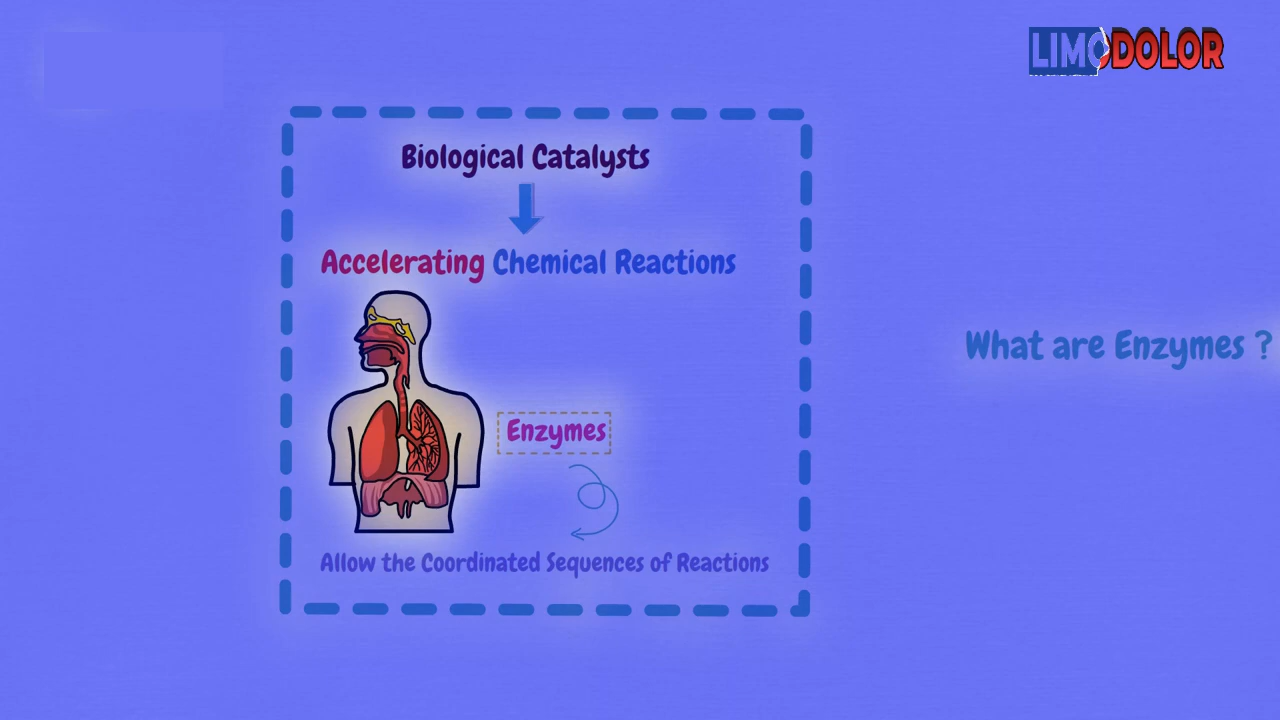 LIMODOLOR
Biological Catalysts
Accelerating Chemical Reactions
What are Enzymes ?
Enzymes
Allow the Coordinated Sequences of Reactions